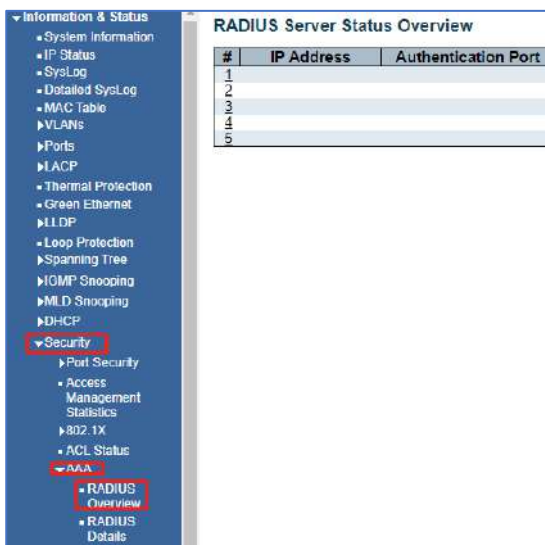 Information & Status
System Information
IP Status
SysLog
Detailed SysLog
MAC Table
VLANs
Ports
LACP
Thermal Protection
Green Ethernet
LLDP
Loop Protection
Spanning Tree
IGMP Snooping
MLD Snooping
DHCP
Security
Port Security
Access
Management
Statistics
802.1X
ACL Status
AAA
RADIUS
Overview
RADIUS
Details
RADIUS Server Status Overview
# IP Address Authentication Port
1
2
3
4
5